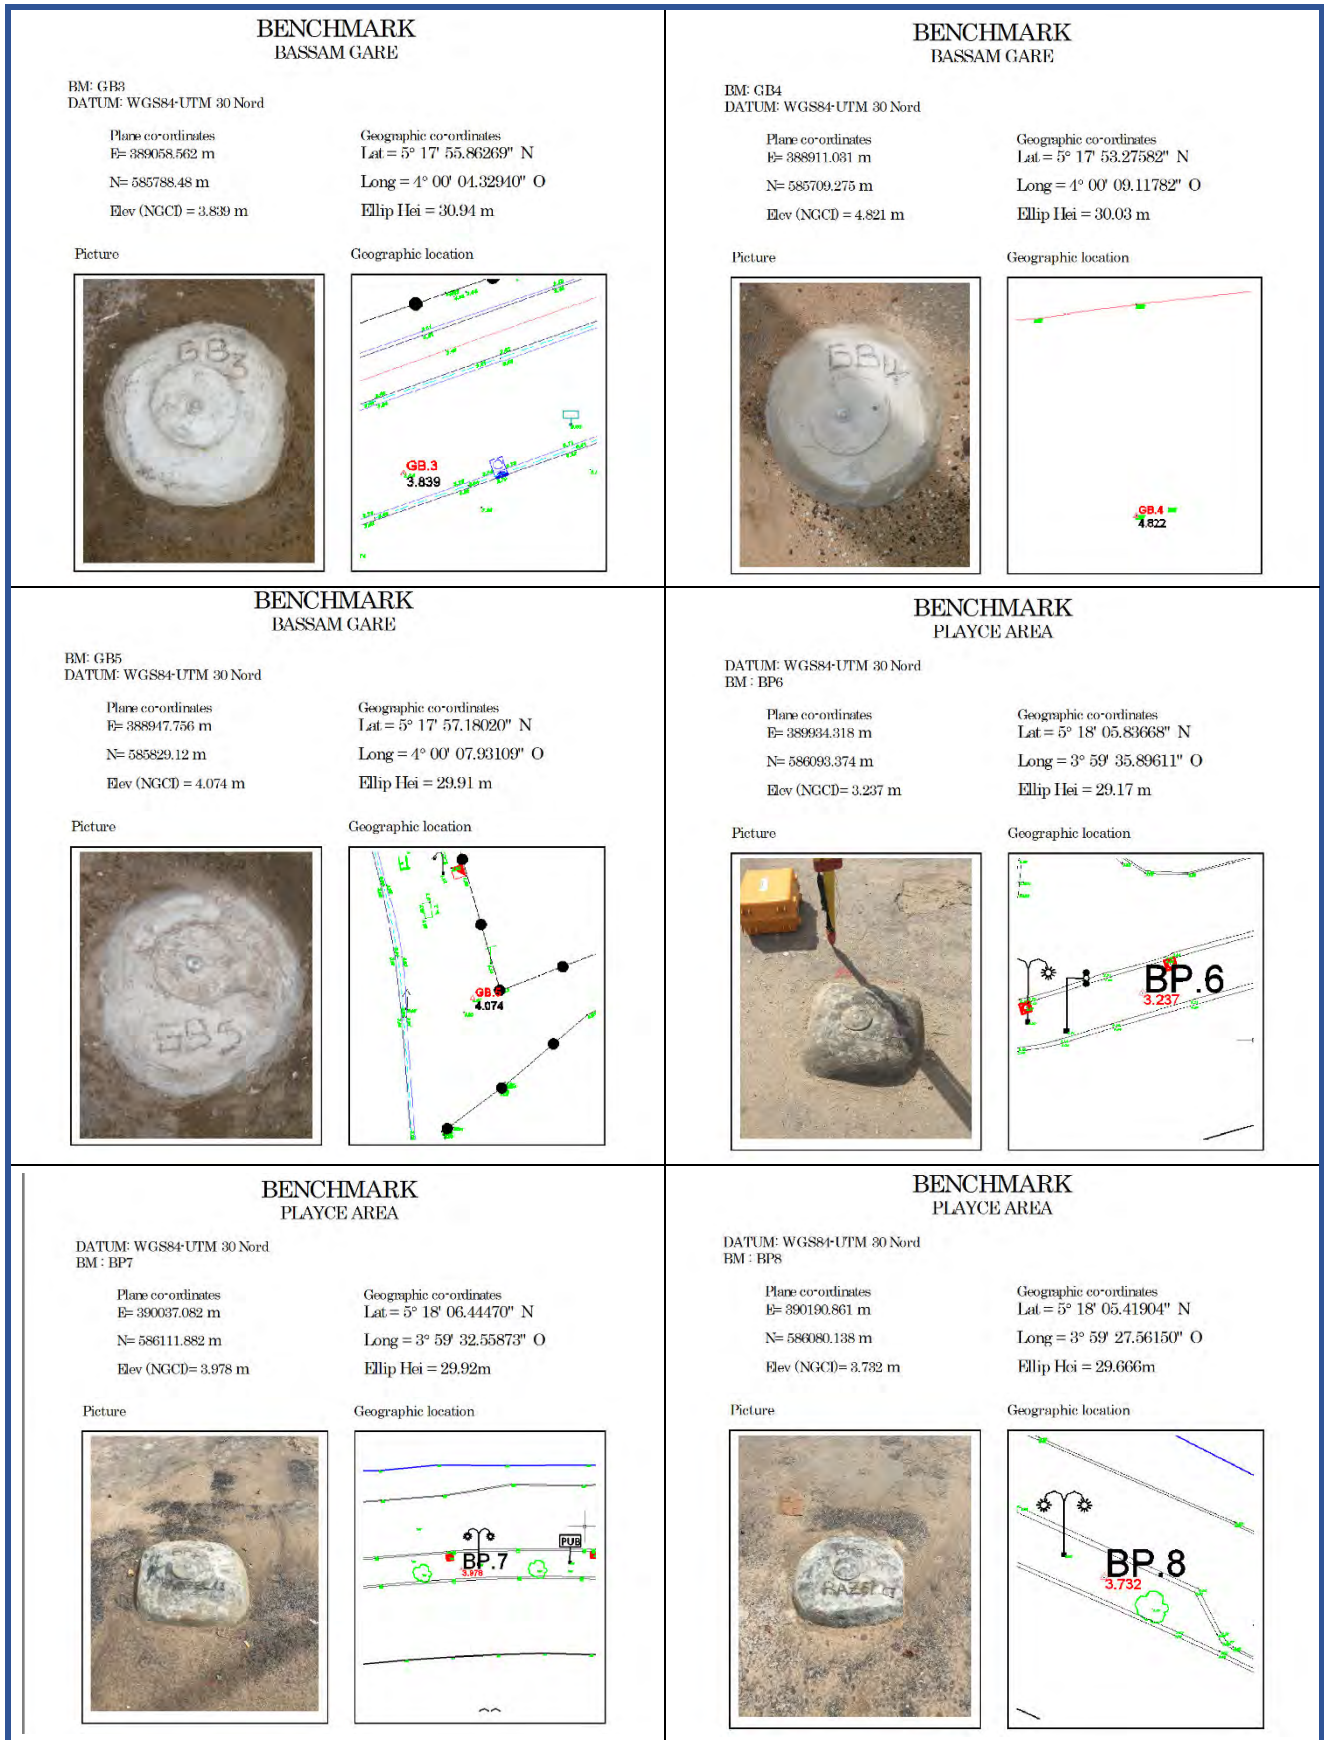 BENCHMARK
BASSAM GARE
BM: GB3
DATUM: WGS84-UTM 30 Nord
Plane co-ordinates
E= 389058.562 m
N= 585788.48 m
Elev (NGCI) = 3.839 m
Geographic co-ordinates
Lat = 5° 17' 55.86269" N
Long = 4° 00' 04.32940" O
Ellip Hei = 30.94 m
Picture
Geographic location
GB3
GB.3
3.839
BENCHMARK
BASSAM GARE
BM: GB4
DATUM: WGS84-UTM 30 Nord
Plane co-ordinates
E= 388911.031 m
N= 585709.275 m
Elev (NGCI) = 4.821 m
Geographic co-ordinates
Lat = 5° 17' 53.27582" N
Long = 4° 00' 09.11782" O
Ellip Hei = 30.03 m
Picture
Geographic location
GB4
GB.4
4.822
BENCHMARK
BASSAM GARE
BM: GB5
DATUM: WGS84-UTM 30 Nord
Plane co-ordinates
E= 388947.756 m
N= 585829.12 m
Elev (NGCI) = 4.074 m
Geographic co-ordinates
Lat = 5° 17' 57.18020" N
Long = 4° 00' 07.93109" O
Ellip Hei = 29.91 m
Picture
Geographic location
GB5
GB.5
4.074
BENCHMARK
PLAYCE AREA
DATUM: WGS84-UTM 30 Nord
BM : BP6
Plane co-ordinates
E= 389934.318 m
N= 586093.374 m
Elev (NGCI)= 3.237 m
Geographic co-ordinates
Lat = 5° 18' 05.83668" N
Long = 3° 59' 35.89611" O
Ellip Hei = 29.17 m
Picture
Geographic location
BP.6
3.237
BENCHMARK
PLAYCE AREA
DATUM: WGS84-UTM 30 Nord
BM : BP7
Plane co-ordinates
E= 390037.082 m
N= 586111.882 m
Elev (NGCI)= 3.978 m
Geographic co-ordinates
Lat = 5° 18' 06.44470" N
Long = 3° 59' 32.55873" O
Ellip Hei = 29.92m
Picture
Geographic location
BP.7
3.978
PUB
BENCHMARK
PLAYCE AREA
DATUM: WGS84-UTM 30 Nord
BM : BP8
Plane co-ordinates
E= 390190.861 m
N= 586080.138 m
Elev (NGCI)= 3.732 m
Geographic co-ordinates
Lat = 5° 18' 05.41904" N
Long = 3° 59' 27.56150" O
Ellip Hei = 29.666m
Picture
Geographic location
BP.8
3.732